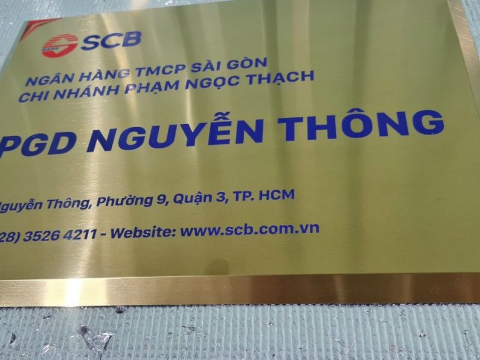 SCB
NGÂN HÀNG TMCP SÀI GÒN
CHI NHÁNH PHẠM NGỌC THẠCH
PGD NGUYỄN THÔNG
Nguyễn Thông, Phường 9, Quận 3, TP. HCM
28) 3526 4211 - Website: www.scb.com.vn